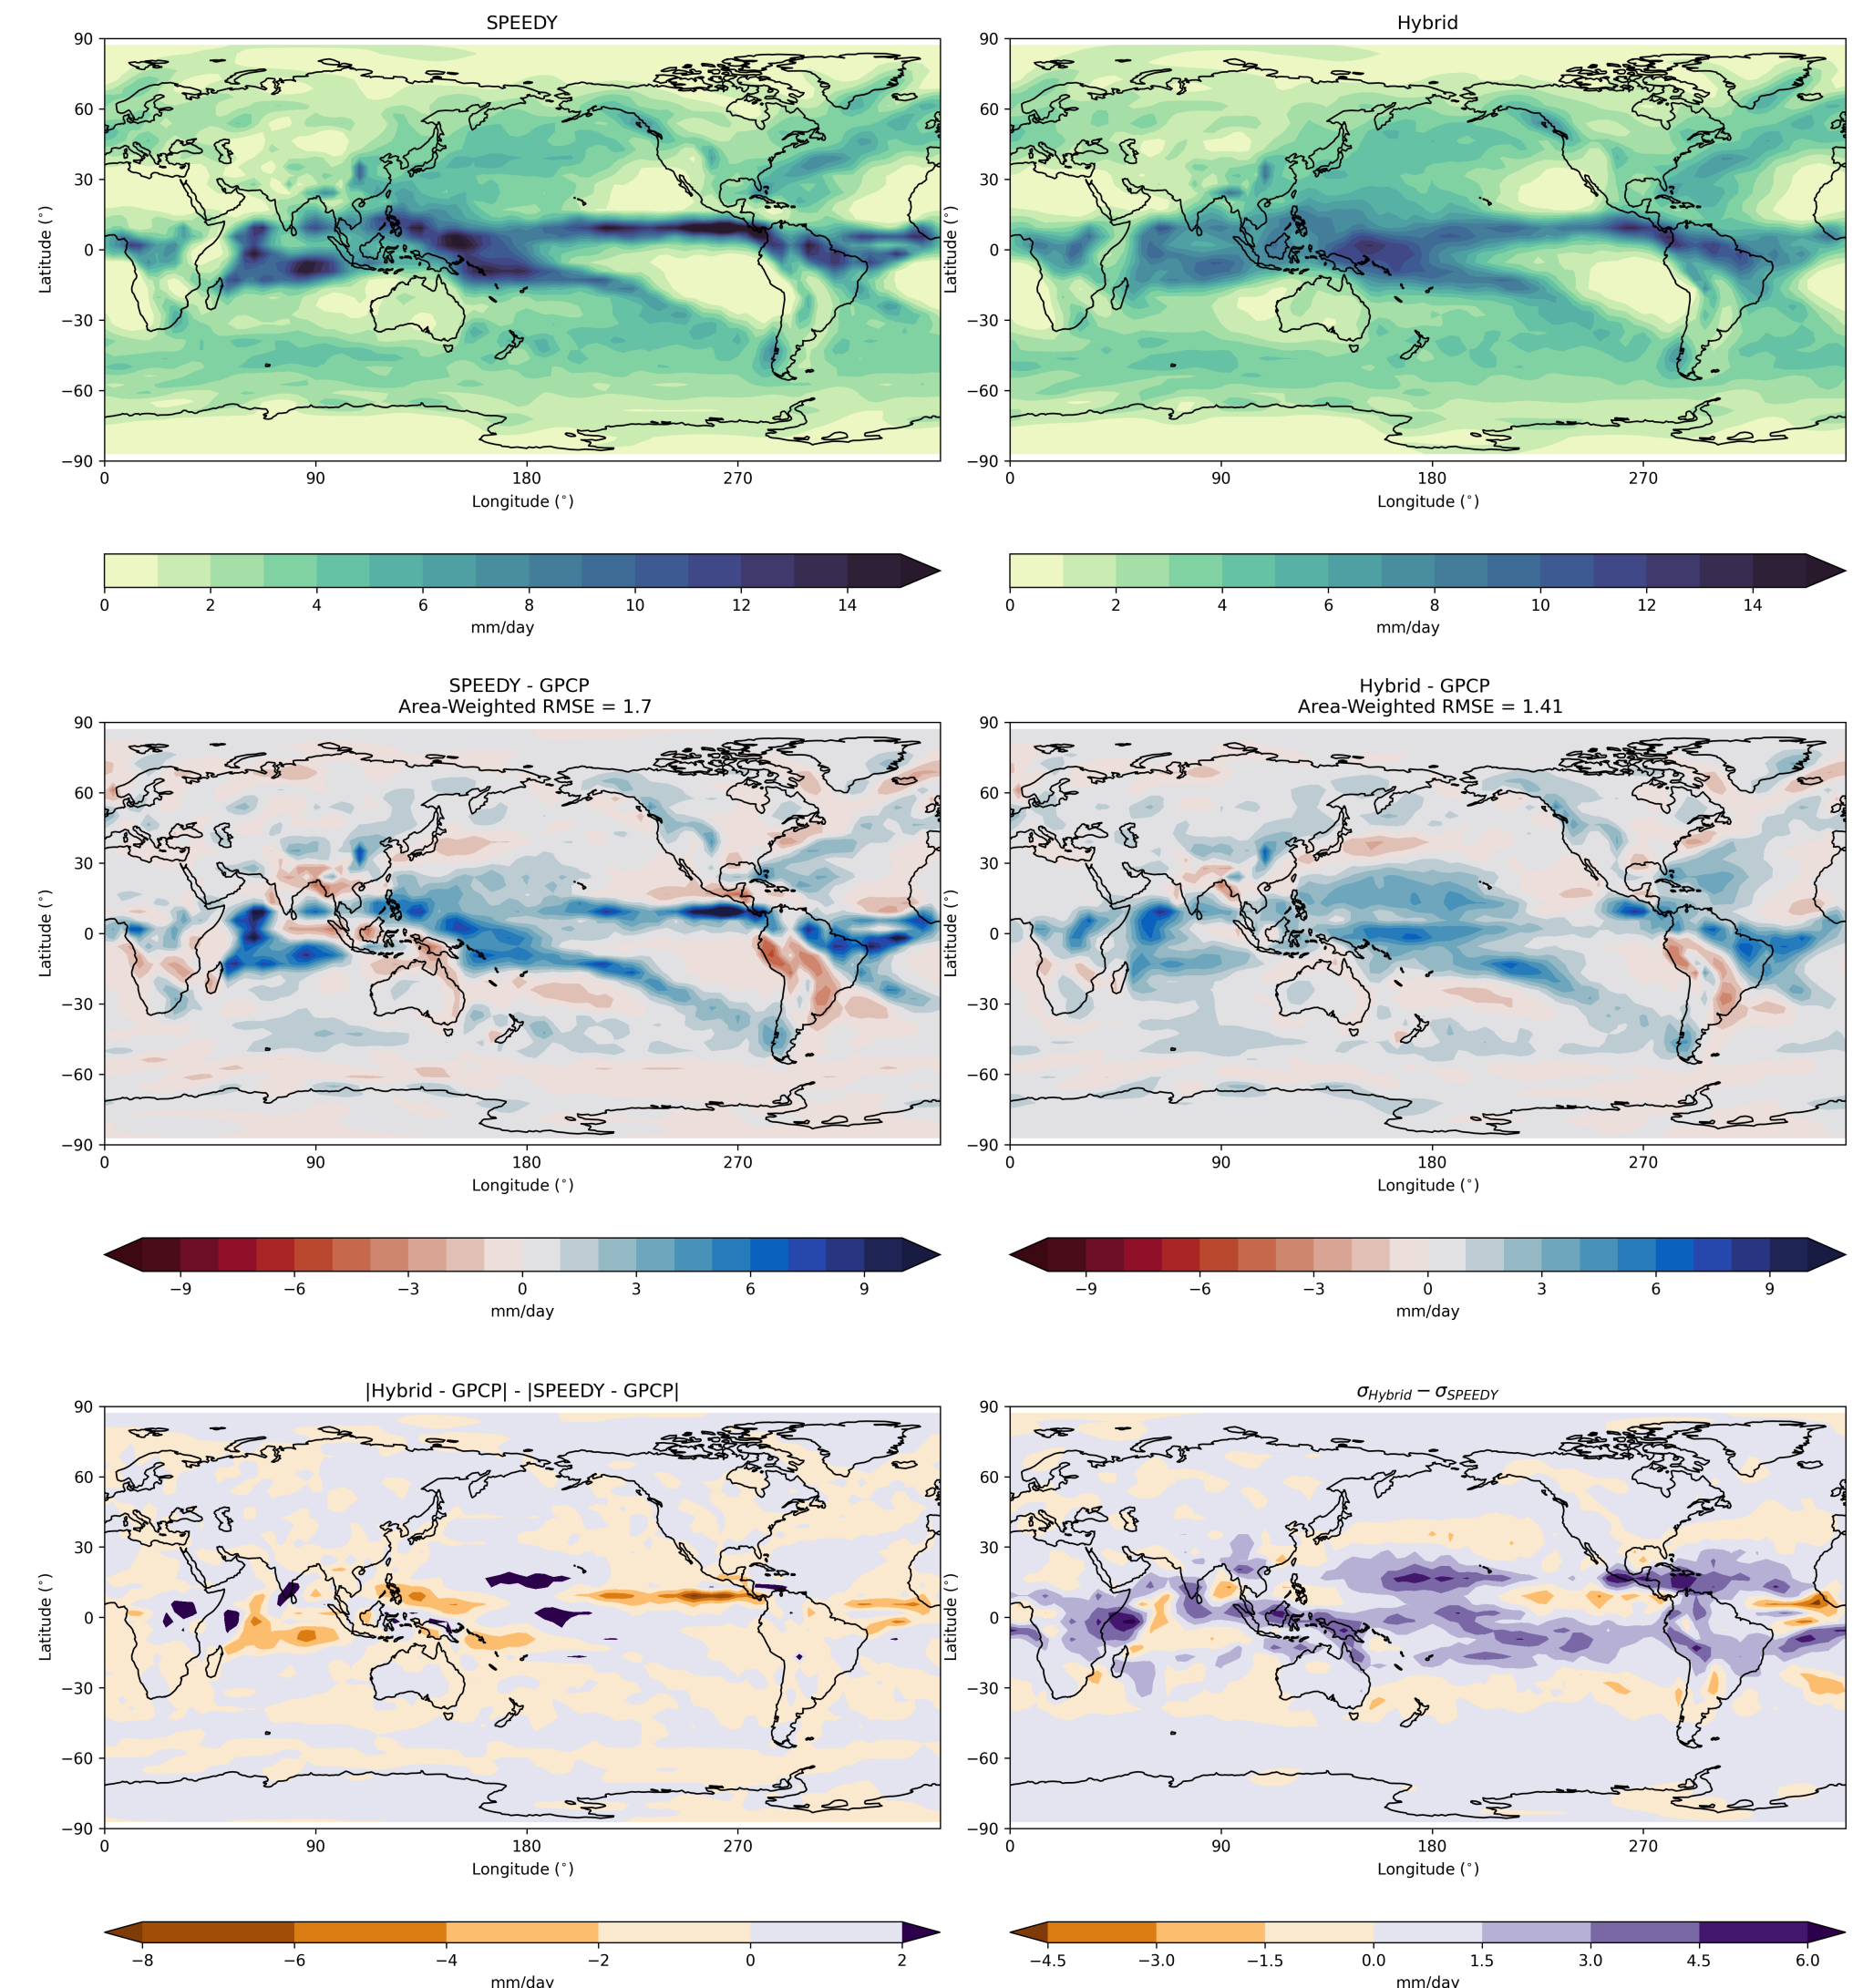 SPEEDY
90
60
30
0
−30
−60
−90
Latitude (°)
0 90 180 270
Longitude (°)
0 2 4 6 8 10 12 14
mm/day
Hybrid
90
60
30
0
−30
−60
−90
Latitude (°)
0 90 180 270
Longitude (°)
0 2 4 6 8 10 12 14
mm/day
SPEEDY - GPCP
Area-Weighted RMSE = 1.7
90
60
30
0
−30
−60
−90
Latitude (°)
0 90 180 270
Longitude (°)
−9 −6 −3 0 3 6 9
mm/day
Hybrid - GPCP
Area-Weighted RMSE = 1.41
90
60
30
0
−30
−60
−90
Latitude (°)
0 90 180 270
Longitude (°)
−9 −6 −3 0 3 6 9
mm/day
|Hybrid - GPCP| - |SPEEDY - GPCP|
90
60
30
0
−30
−60
−90
Latitude (°)
0 90 180 270
Longitude (°)
−8 −6 −4 −2 0 2
mm/day
σHybrid − σSPEEDY
90
60
30
0
−30
−60
−90
Latitude (°)
0 90 180 270
Longitude (°)
−4.5 −3.0 −1.5 0.0 1.5 3.0 4.5 6.0
mm/day